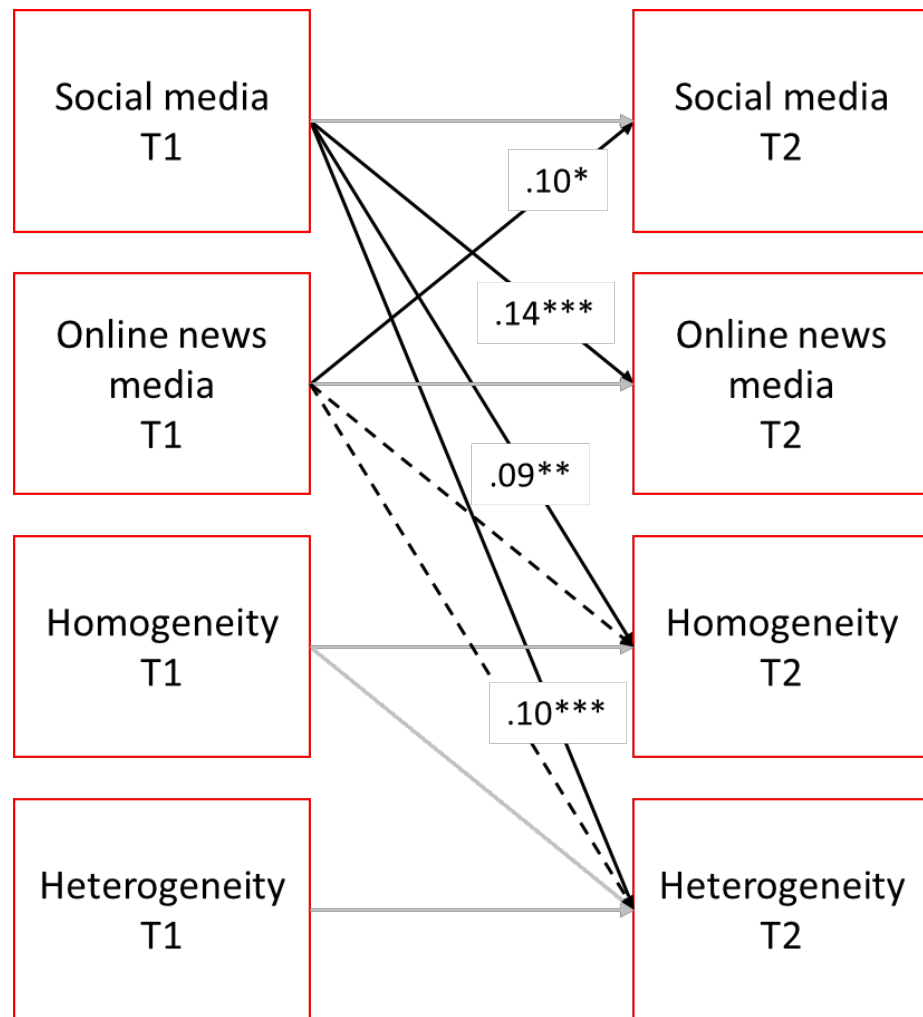 Social media
T1
Social media
T2
.10*
Online news
media
T1
.14***
Online news
media
T2
.09**
Homogeneity
T1
Homogeneity
T2
.10***
Heterogeneity
T1
Heterogeneity
T2